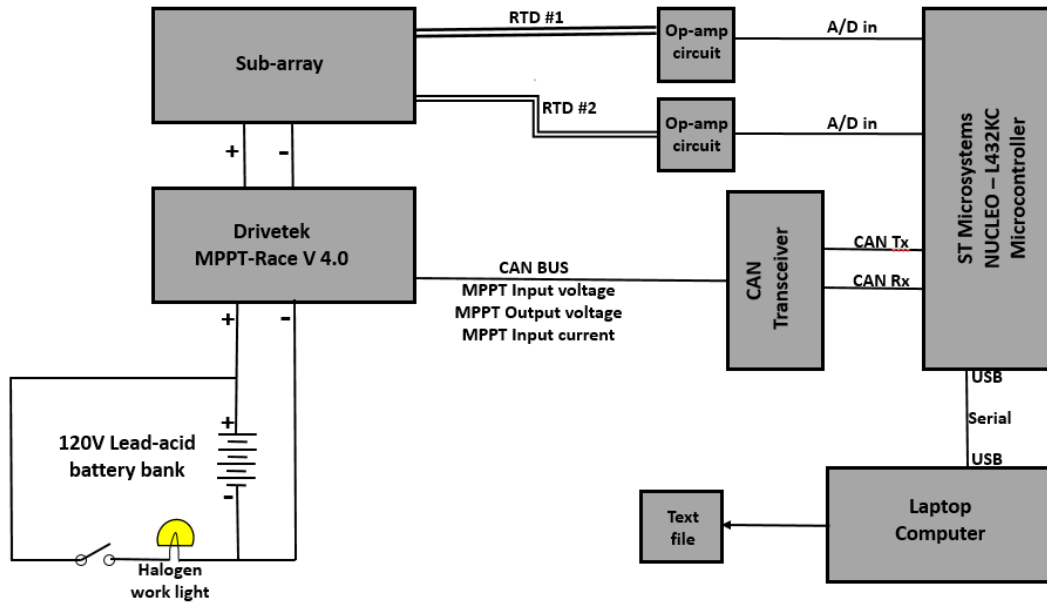 RTD #1
Op-amp
circuit
A/D in
Sub-array
RTD #2
Op-amp
circuit
A/D in
ST Microsystems
NUCLEO – L432KC
Microcontroller
+ -
Drivetek
MPPT-Race V 4.0
CAN BUS
MPPT Input voltage
MPPT Output voltage
MPPT Input current
CAN
Transceiver
CAN Tx
CAN Rx
+ -
USB
Serial
USB
+
120V Lead-acid
battery bank
-
Halogen
work light
Text
file
Laptop
Computer